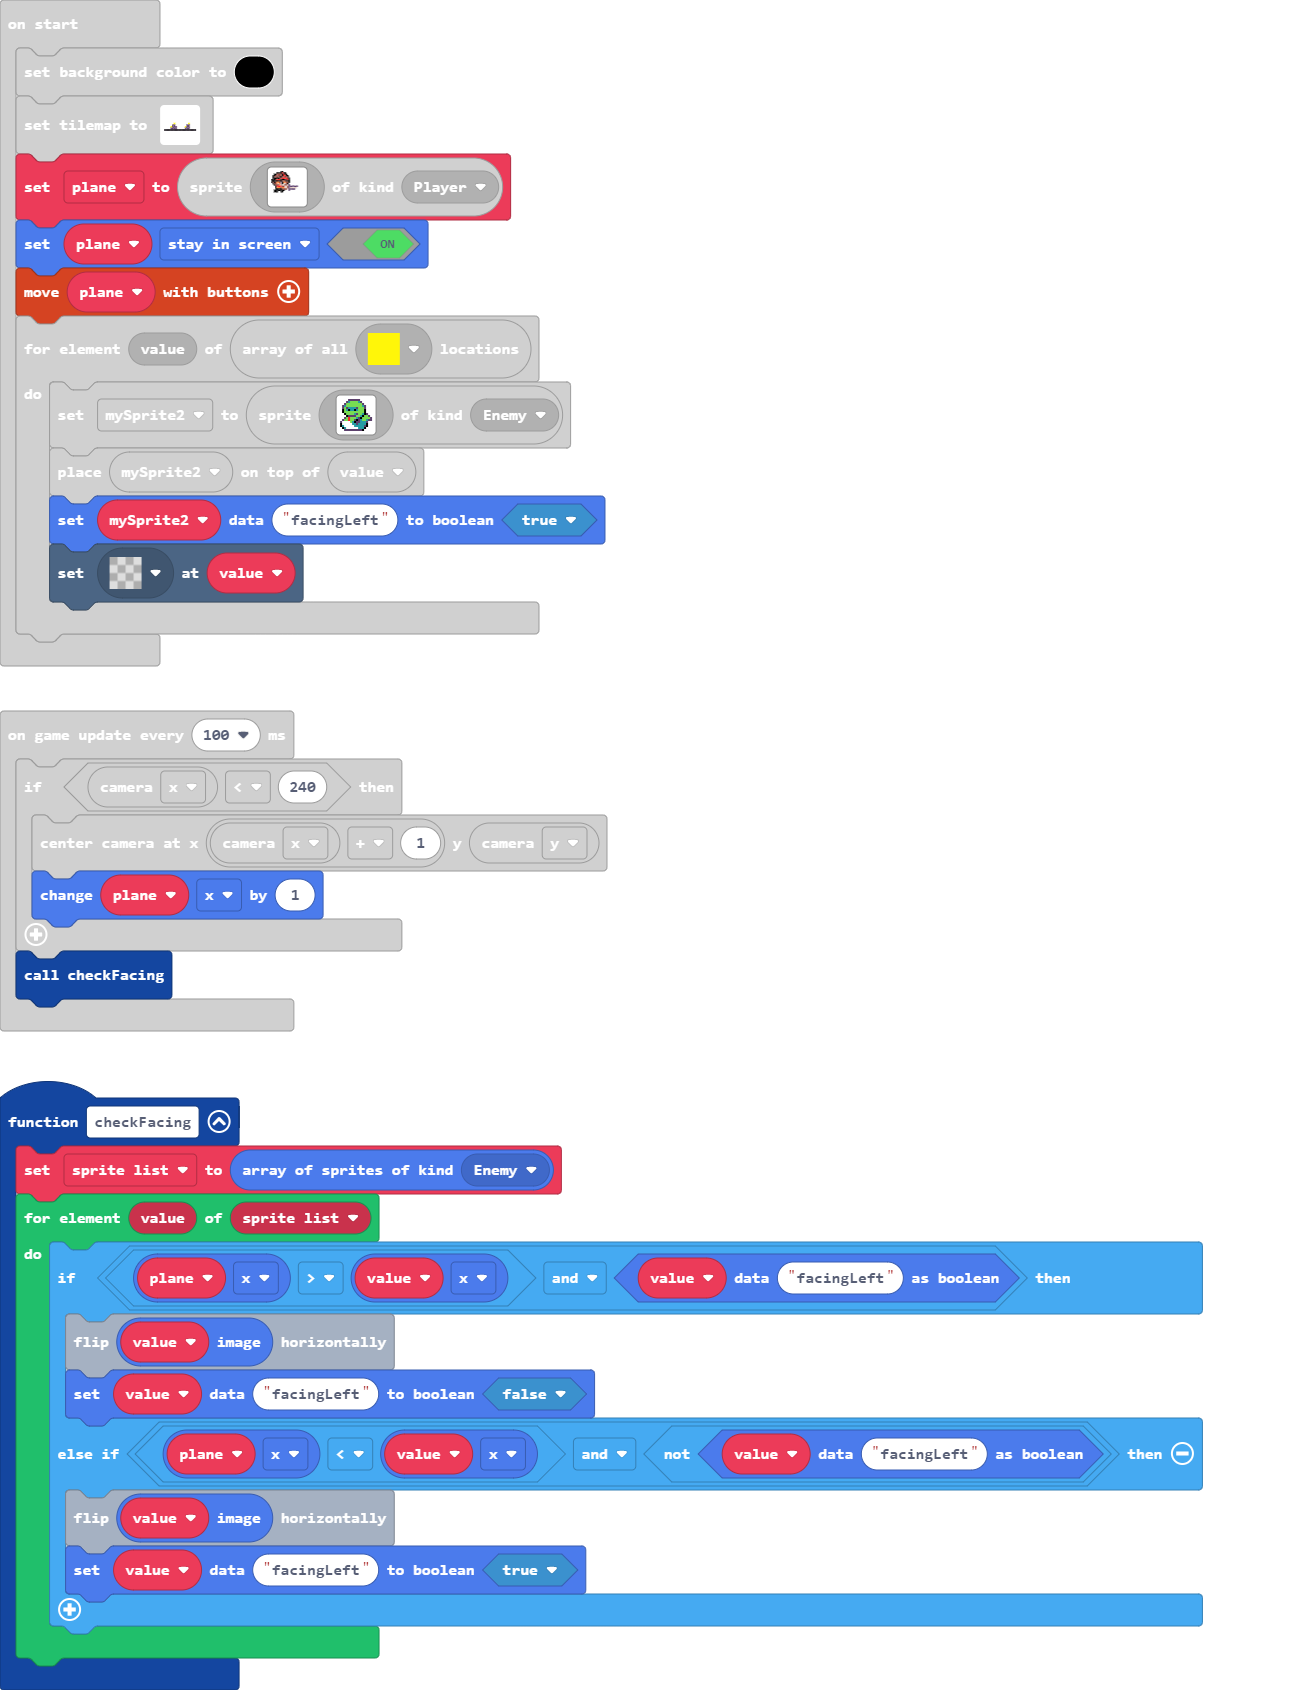 on start
set background color to
set tilemap to
set plane to sprite of kind Player
set plane stay in screen ON
move plane with buttons
for element value of array of all locations
do
set mySprite2 to sprite of kind Enemy
place mySprite2 on top of value
set mySprite2 data "facingLeft" to boolean true
set at value
on game update every 100 ms
if camera x < 240 then
center camera at x camera x + 1 y camera y
change plane x by 1
call checkFacing
function checkFacing
set sprite list to array of sprites of kind Enemy
for element value of sprite list
do
if plane x > value x and value data "facingLeft" as boolean then
flip value image horizontally
set value data "facingLeft" to boolean false
else if plane x < value x and not value data "facingLeft" as boolean then
flip value image horizontally
set value data "facingLeft" to boolean true